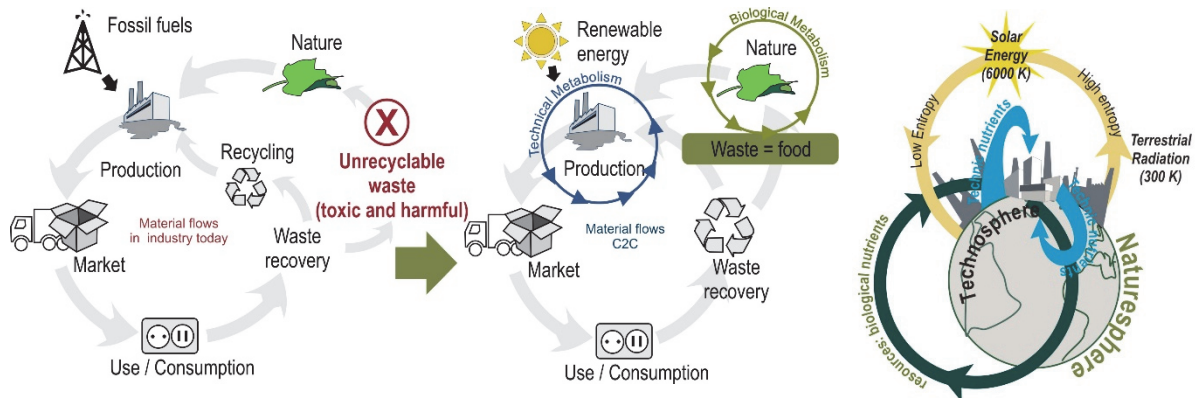 Fossil fuels
Nature
Production
Recycling
X
Unrecyclable
waste
(toxic and harmful)
Material flows
in industry today
Market
Waste
recovery
Use / Consumption
Renewable
energy
Biological Metabolism
Nature
Technical Metabolism
Production
Waste = food
Material flows
C2C
Market
Waste
recovery
Use / Consumption
Solar
Energy
(6000 K)
Low Entropy
High entropy
Terrestrial
Radiation
(300 K)
Technic nutrients
Technosphere
Naturesphere
resources: biological nutrients